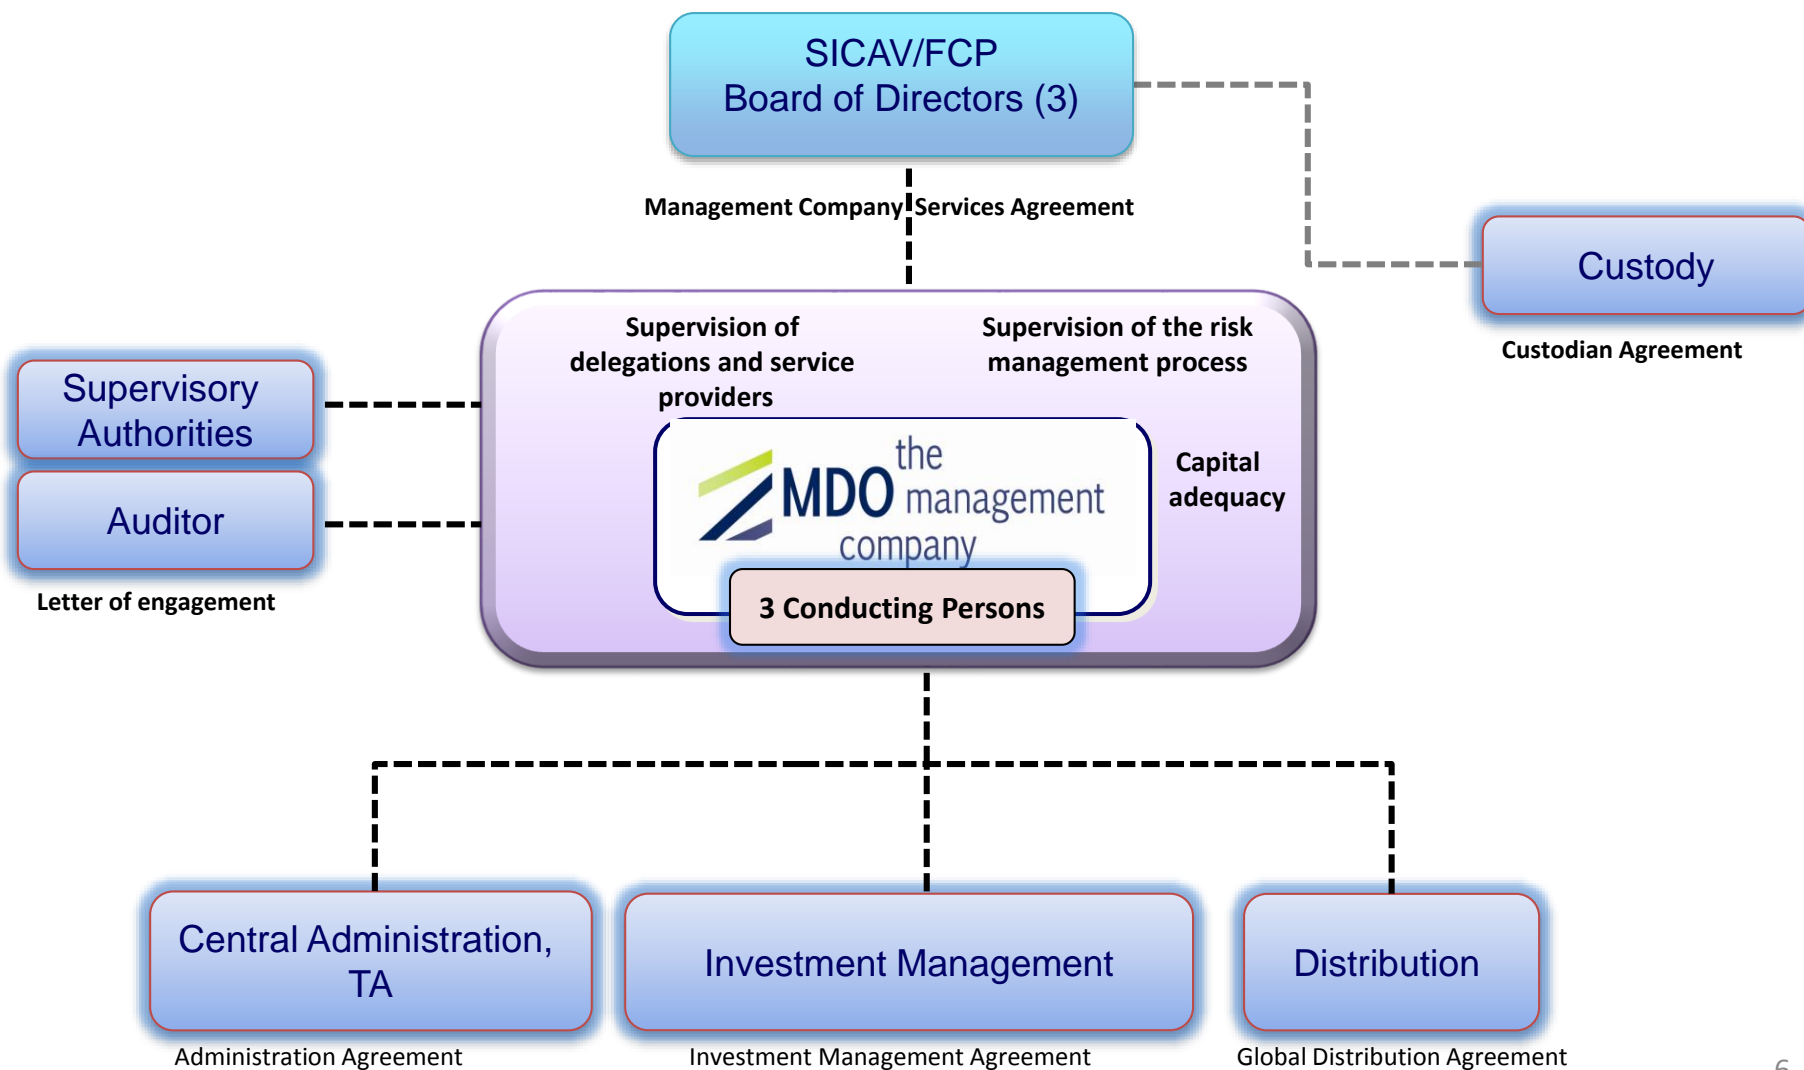 SICAV/FCP
Board of Directors (3)
Management Company Services Agreement
Custody
Custodian Agreement
Supervision of
delegations and service
providers
Supervision of the risk
management process
Supervisory
Authorities
Auditor
Letter of engagement
the
MDO management
company
Capital
adequacy
3 Conducting Persons
Central Administration,
TA
Administration Agreement
Investment Management
Investment Management Agreement
Distribution
Global Distribution Agreement
6